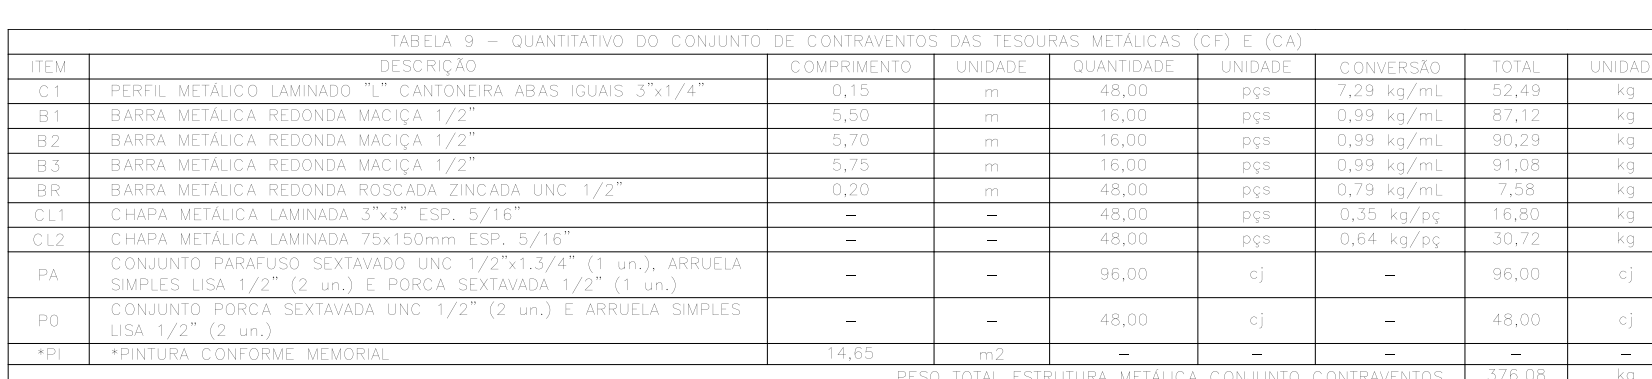 TABELA 9 – QUANTITATIVO DO CONJUNTO DE CONTRAVENTOS DAS TESOURAS METÁLICAS (CF) E (CA)
ITEM DESCRIÇÃO COMPRIMENTO UNIDADE QUANTIDADE UNIDADE CONVERSÃO TOTAL UNIDAD
C1 PERFIL METÁLICO LAMINADO "L" CANTONEIRA ABAS IGUAIS 3"x1/4" 0,15 m 48,00 pçs 7,29 kg/mL 52,49 kg
B1 BARRA METÁLICA REDONDA MACIÇA 1/2" 5,50 m 16,00 pçs 0,99 kg/mL 87,12 kg
B2 BARRA METÁLICA REDONDA MACIÇA 1/2" 5,70 m 16,00 pçs 0,99 kg/mL 90,29 kg
B3 BARRA METÁLICA REDONDA MACIÇA 1/2" 5,75 m 16,00 pçs 0,99 kg/mL 91,08 kg
BR BARRA METÁLICA REDONDA ROSCADA ZINCADA UNC 1/2" 0,20 m 48,00 pçs 0,79 kg/mL 7,58 kg
CL1 CHAPA METÁLICA LAMINADA 3"x3" ESP. 5/16" – – 48,00 pçs 0,35 kg/pç 16,80 kg
CL2 CHAPA METÁLICA LAMINADA 75x150mm ESP. 5/16" – – 48,00 pçs 0,64 kg/pç 30,72 kg
PA CONJUNTO PARAFUSO SEXTAVADO UNC 1/2"x1.3/4" (1 un.), ARRUELA
SIMPLES LISA 1/2" (2 un.) E PORCA SEXTAVADA 1/2" (1 un.) – – 96,00 cj – 96,00 cj
PO CONJUNTO PORCA SEXTAVADA UNC 1/2" (2 un.) E ARRUELA SIMPLES
LISA 1/2" (2 un.) – – 48,00 cj – 48,00 cj
*PI *PINTURA CONFORME MEMORIAL 14,65 m2 – – – – –
PESO TOTAL ESTRUTURA METÁLICA CONJUNTO CONTRAVENTOS 376,08 kg